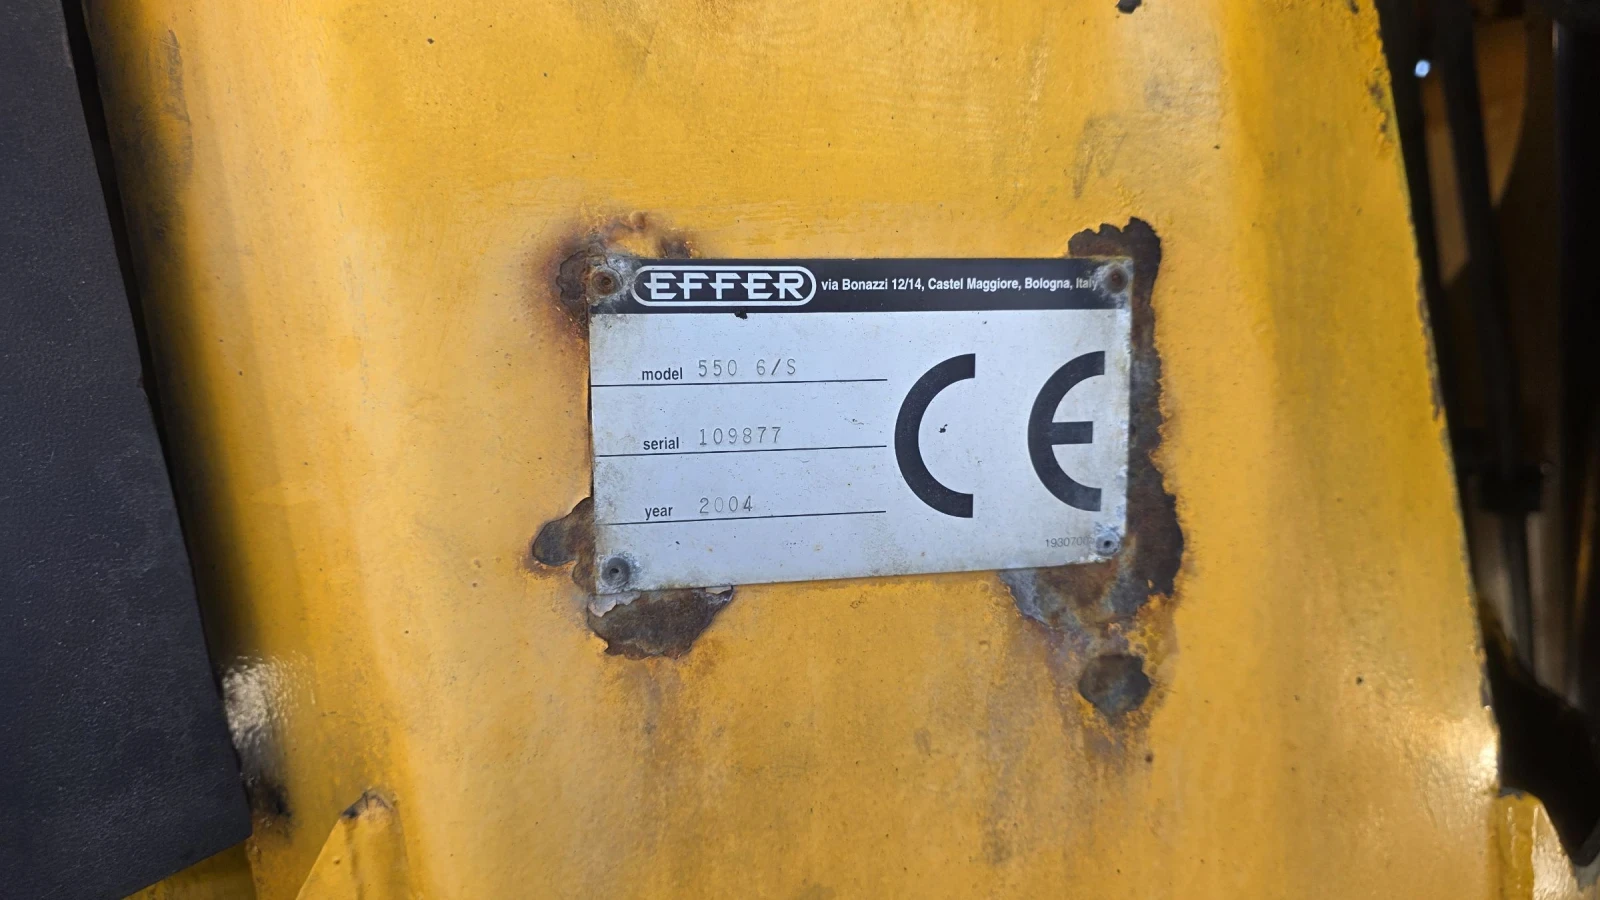 EFFER via Bonazzi 12/14, Castel Maggiore, Bologna, Italy
model 550 6/S
serial 109877
year 2004
CE